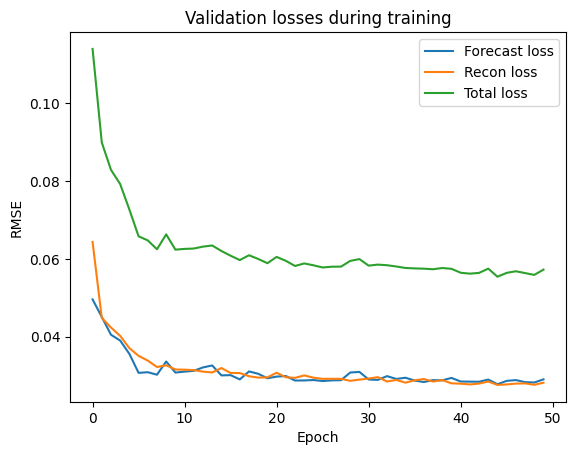 Validation losses during training
Forecast loss
Recon loss
Total loss
RMSE
0.10
0.08
0.06
0.04
0 10 20 30 40 50
Epoch